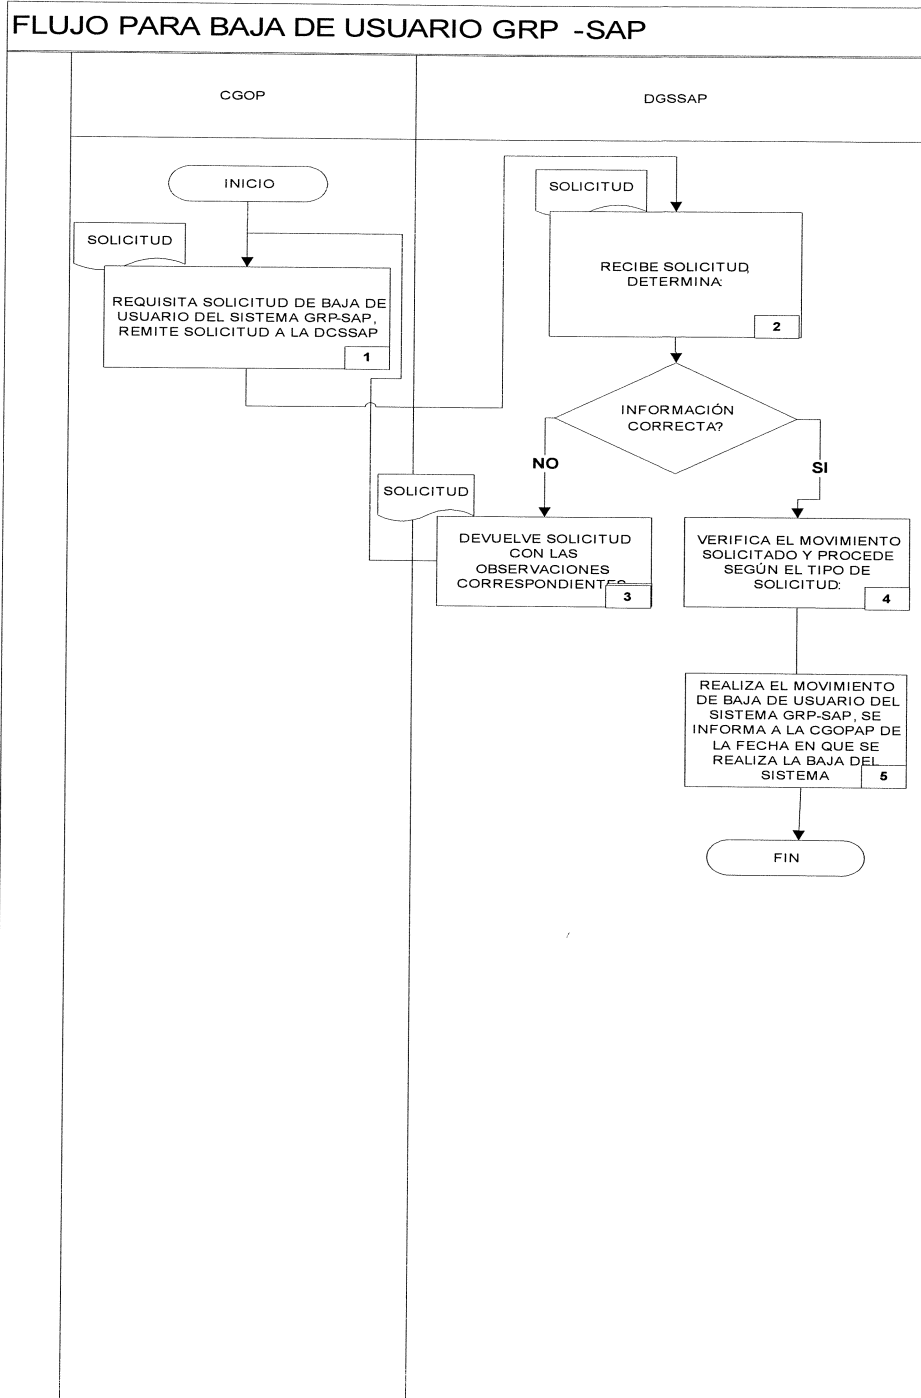 FLUJO PARA BAJA DE USUARIO GRP -SAP
CGOP
DGSSAP
INICIO
SOLICITUD
REQUISITA SOLICITUD DE BAJA DE
USUARIO DEL SISTEMA GRP-SAP,
REMITE SOLICITUD A LA DCSSAP
1
SOLICITUD
RECIBE SOLICITUD,
DETERMINA:
2
INFORMACIÓN
CORRECTA?
NO
SI
SOLICITUD
DEVUELVE SOLICITUD
CON LAS
OBSERVACIONES
CORRESPONDIENTES
3
VERIFICA EL MOVIMIENTO
SOLICITADO Y PROCEDE
SEGÚN EL TIPO DE
SOLICITUD:
4
REALIZA EL MOVIMIENTO
DE BAJA DE USUARIO DEL
SISTEMA GRP-SAP, SE
INFORMA A LA CGOPAP DE
LA FECHA EN QUE SE
REALIZA LA BAJA DEL
SISTEMA
5
FIN